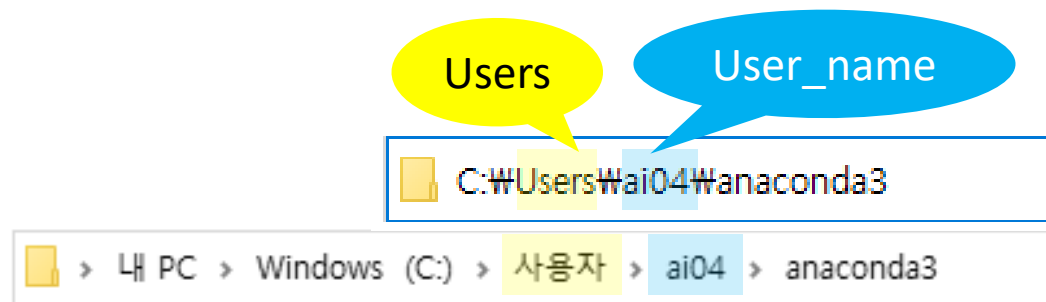 Users
User_name
C:₩Users₩ai04₩anaconda3
> 내 PC > Windows (C:) > 사용자 > ai04 > anaconda3